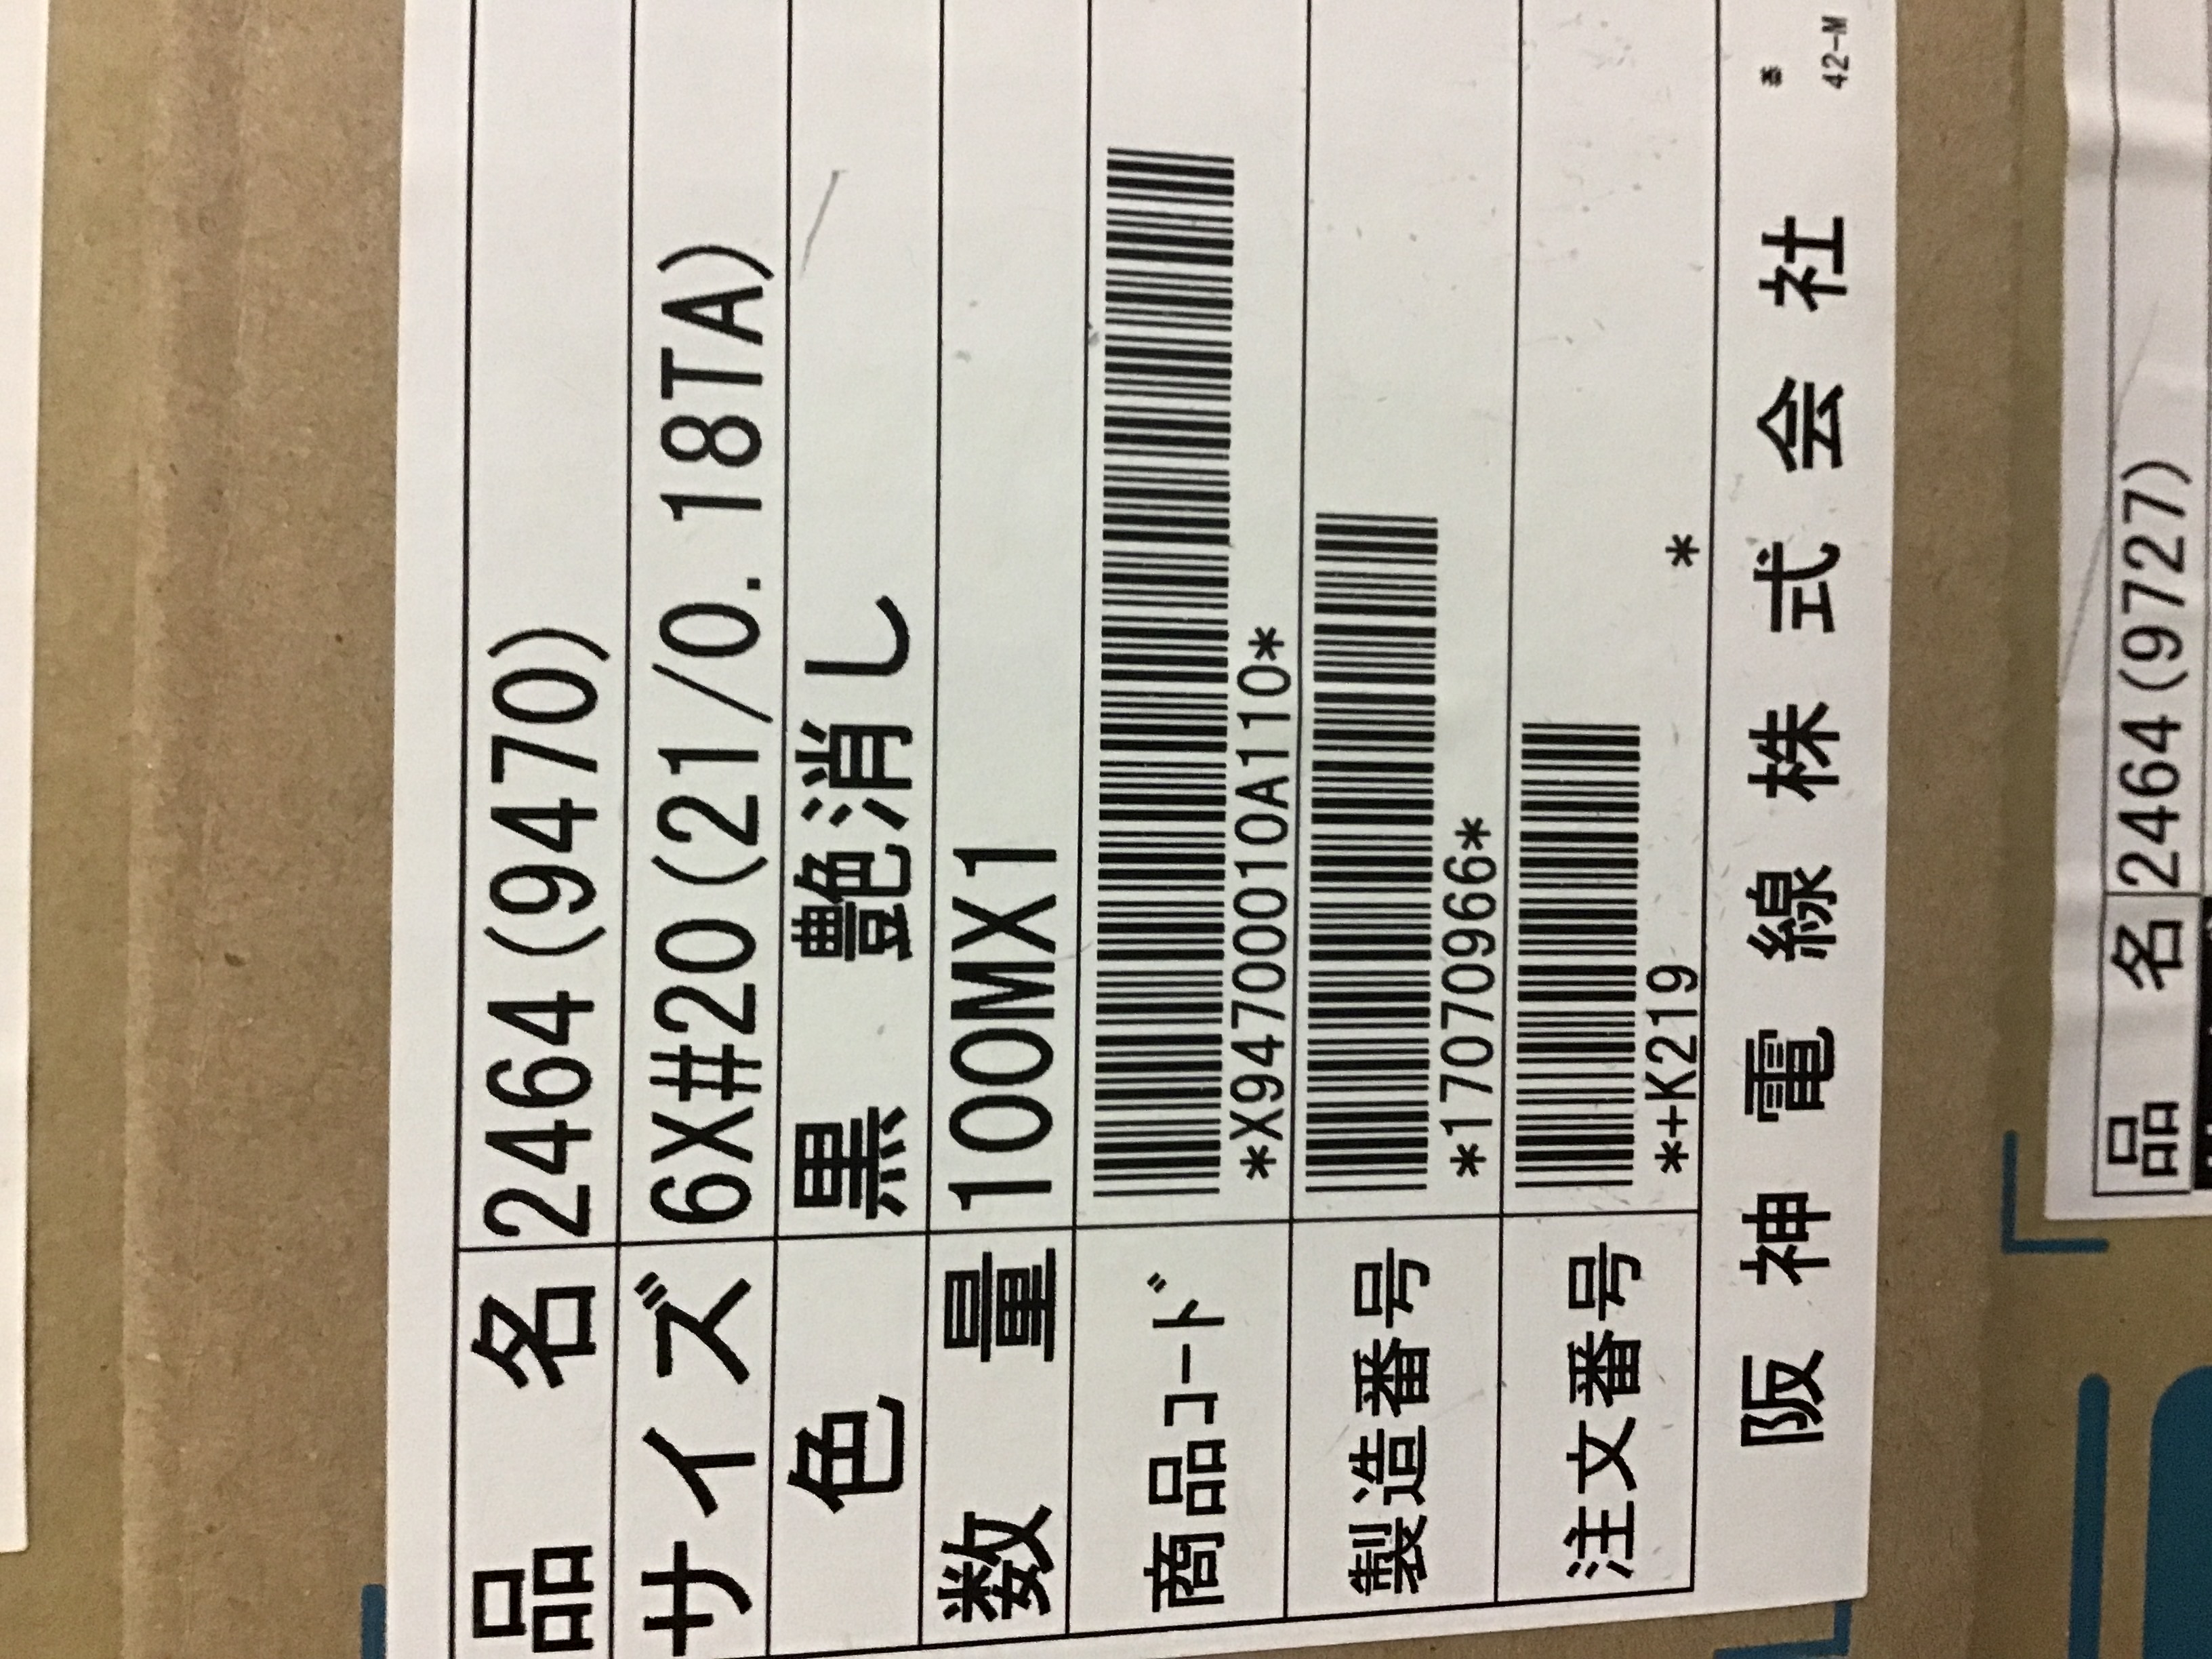 品 名 2464(9470)
サイズ 6X#20(21/0.18TA)
色 黒 艶消し
数 量 100MX1
商品コード *X94700010A110*
製造番号 *17070966*
注文番号 *+K219 *
阪神電線株式会社
番
42-M
品 名 2464(9727)